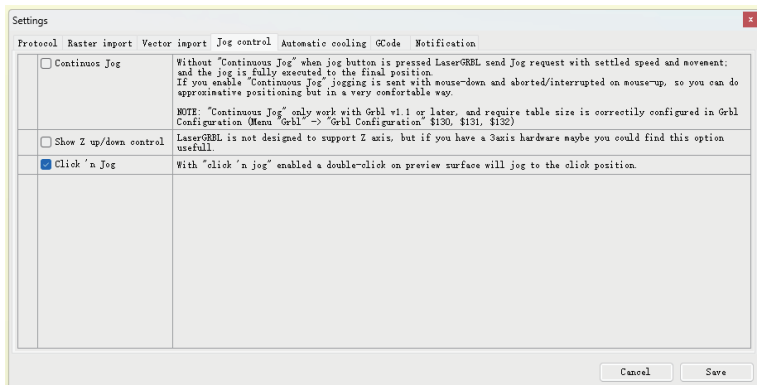 Settings
x
Protocol Raster import Vector import Jog control Automatic cooling GCode Notification
Continuos Jog
Without "Continuous Jog" when jog button is pressed LaserGRBL send Jog request with settled speed and movement;
and the jog is fully executed to the final position.
If you enable "Continuous Jog" jogging is sent with mouse-down and aborted/interrupted on mouse-up, so you can do
approximative positioning but in a very comfortable way.
NOTE: "Continuous Jog" only work with Grbl v1.1 or later, and require table size is correctily configured in Grbl
Configuration (Menu "Grbl" -> "Grbl Configuration" $130, $131, $132)
Show Z up/down control
LaserGRBL is not designed to support Z axis, but if you have a 3axis hardware maybe you could find this option
usefull.
Click 'n Jog
With "click 'n jog" enabled a double-click on preview surface will jog to the click position.
Cancel Save